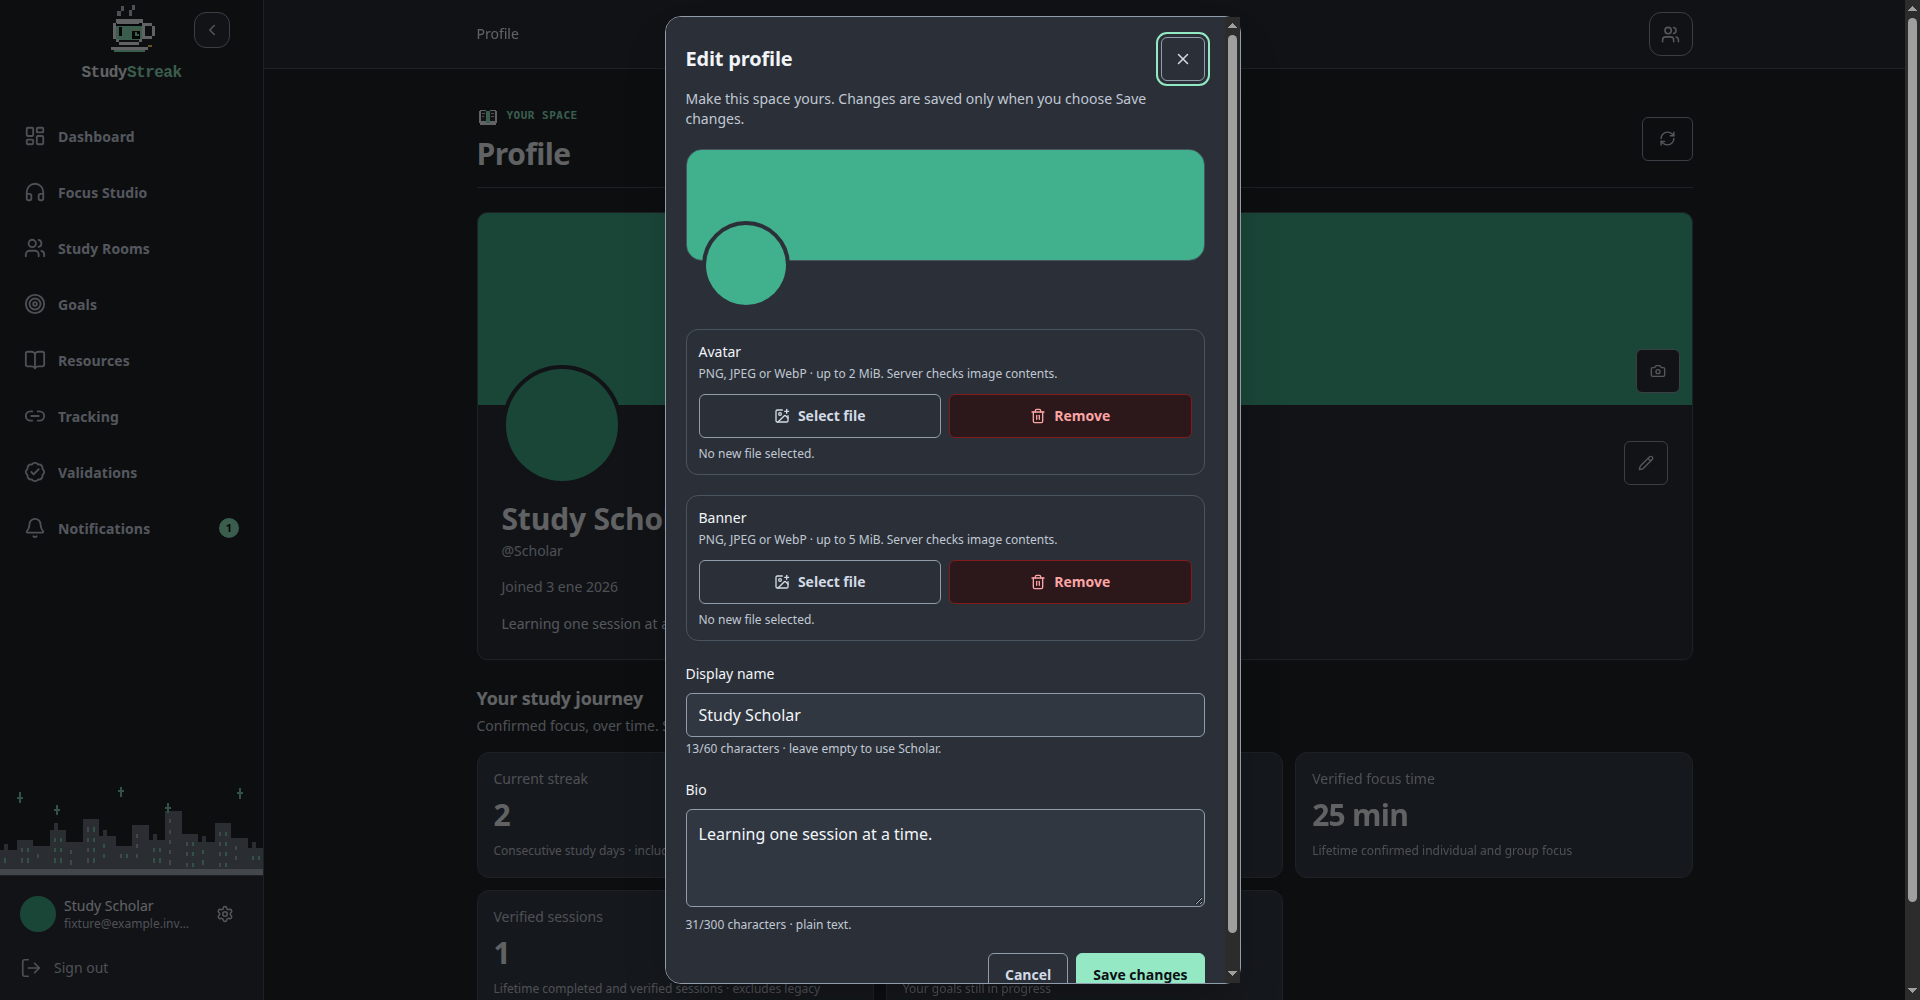 StudyStreak
Dashboard
Focus Studio
Study Rooms
Goals
Resources
Tracking
Validations
Notifications
1
Study Scholar
fixture@example.inv...
Sign out
Profile
YOUR SPACE
Profile
Study Scho
@Scholar
Joined 3 ene 2026
Learning one session at a
Your study journey
Confirmed focus, over time. S
Current streak
2
Consecutive study days · includ
Verified focus time
25 min
Lifetime confirmed individual and group focus
Verified sessions
1
Lifetime completed and verified sessions · excludes legacy
Your goals still in progress
Edit profile
Make this space yours. Changes are saved only when you choose Save
changes.
Avatar
PNG, JPEG or WebP · up to 2 MiB. Server checks image contents.
Select file
Remove
No new file selected.
Banner
PNG, JPEG or WebP · up to 5 MiB. Server checks image contents.
Select file
Remove
No new file selected.
Display name
Study Scholar
13/60 characters · leave empty to use Scholar.
Bio
Learning one session at a time.
31/300 characters · plain text.
Cancel
Save changes